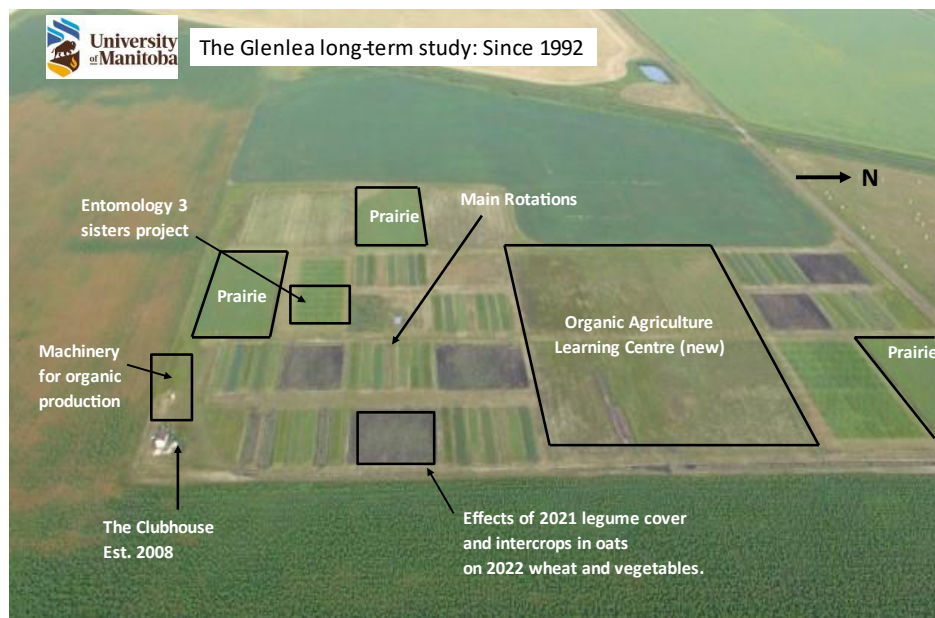 University
of Manitoba
The Glenlea long-term study: Since 1992
N
Entomology 3
sisters project
Prairie
Main Rotations
Prairie
Organic Agriculture
Learning Centre (new)
Prairie
Machinery
for organic
production
The Clubhouse
Est. 2008
Effects of 2021 legume cover
and intercrops in oats
on 2022 wheat and vegetables.